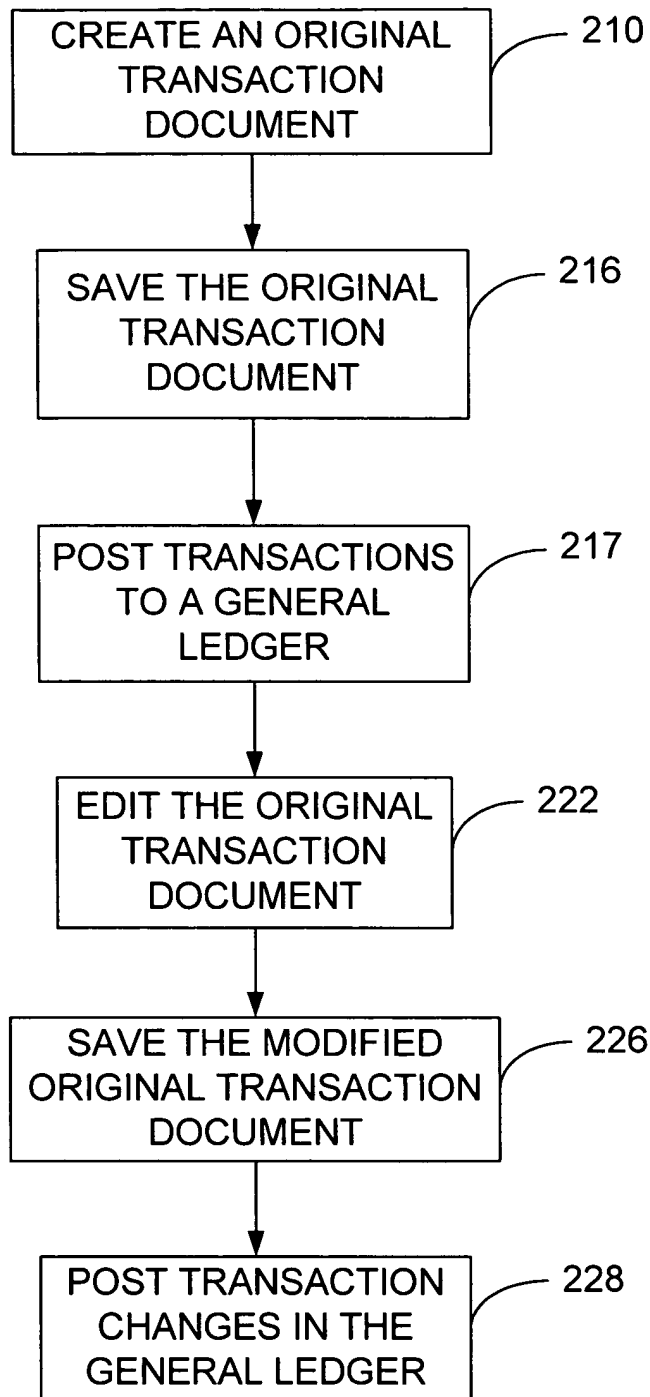 CREATE AN ORIGINAL
TRANSACTION
DOCUMENT
210
SAVE THE ORIGINAL
TRANSACTION
DOCUMENT
216
POST TRANSACTIONS
TO A GENERAL
LEDGER
217
EDIT THE ORIGINAL
TRANSACTION
DOCUMENT
222
SAVE THE MODIFIED
ORIGINAL TRANSACTION
DOCUMENT
226
POST TRANSACTION
CHANGES IN THE
GENERAL LEDGER
228